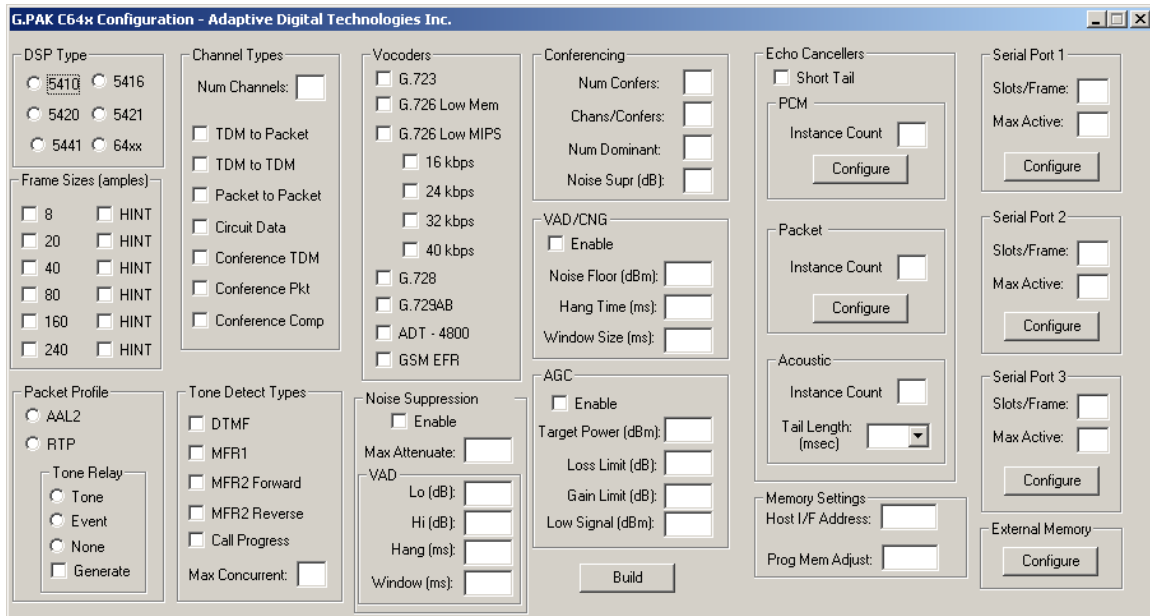 G.PAK C64x Configuration - Adaptive Digital Technologies Inc.
DSP Type
5410
5416
5420
5421
5441
64xx
Frame Sizes (amples)
8
HINT
20
HINT
40
HINT
80
HINT
160
HINT
240
HINT
Packet Profile
AAL2
RTP
Tone Relay
Tone
Event
None
Generate
Channel Types
Num Channels:
TDM to Packet
TDM to TDM
Packet to Packet
Circuit Data
Conference TDM
Conference Pkt
Conference Comp
Tone Detect Types
DTMF
MFR1
MFR2 Forward
MFR2 Reverse
Call Progress
Max Concurrent:
Vocoders
G.723
G.726 Low Mem
G.726 Low MIPS
16 kbps
24 kbps
32 kbps
40 kbps
G.728
G.729AB
ADT - 4800
GSM EFR
Noise Suppression
Enable
Max Attenuate:
VAD
Lo (dB):
Hi (dB):
Hang (ms):
Window (ms):
Conferencing
Num Confers:
Chans/Confers:
Num Dominant:
Noise Supr (dB):
VAD/CNG
Enable
Noise Floor (dBm):
Hang Time (ms):
Window Size (ms):
AGC
Enable
Target Power (dBm):
Loss Limit (dB):
Gain Limit (dB):
Low Signal (dBm):
Build
Echo Cancellers
Short Tail
PCM
Instance Count
Configure
Packet
Instance Count
Configure
Acoustic
Instance Count
Tail Length:
(msec)
Memory Settings
Host I/F Address:
Prog Mem Adjust:
Serial Port 1
Slots/Frame:
Max Active:
Configure
Serial Port 2
Slots/Frame:
Max Active:
Configure
Serial Port 3
Slots/Frame:
Max Active:
Configure
External Memory
Configure